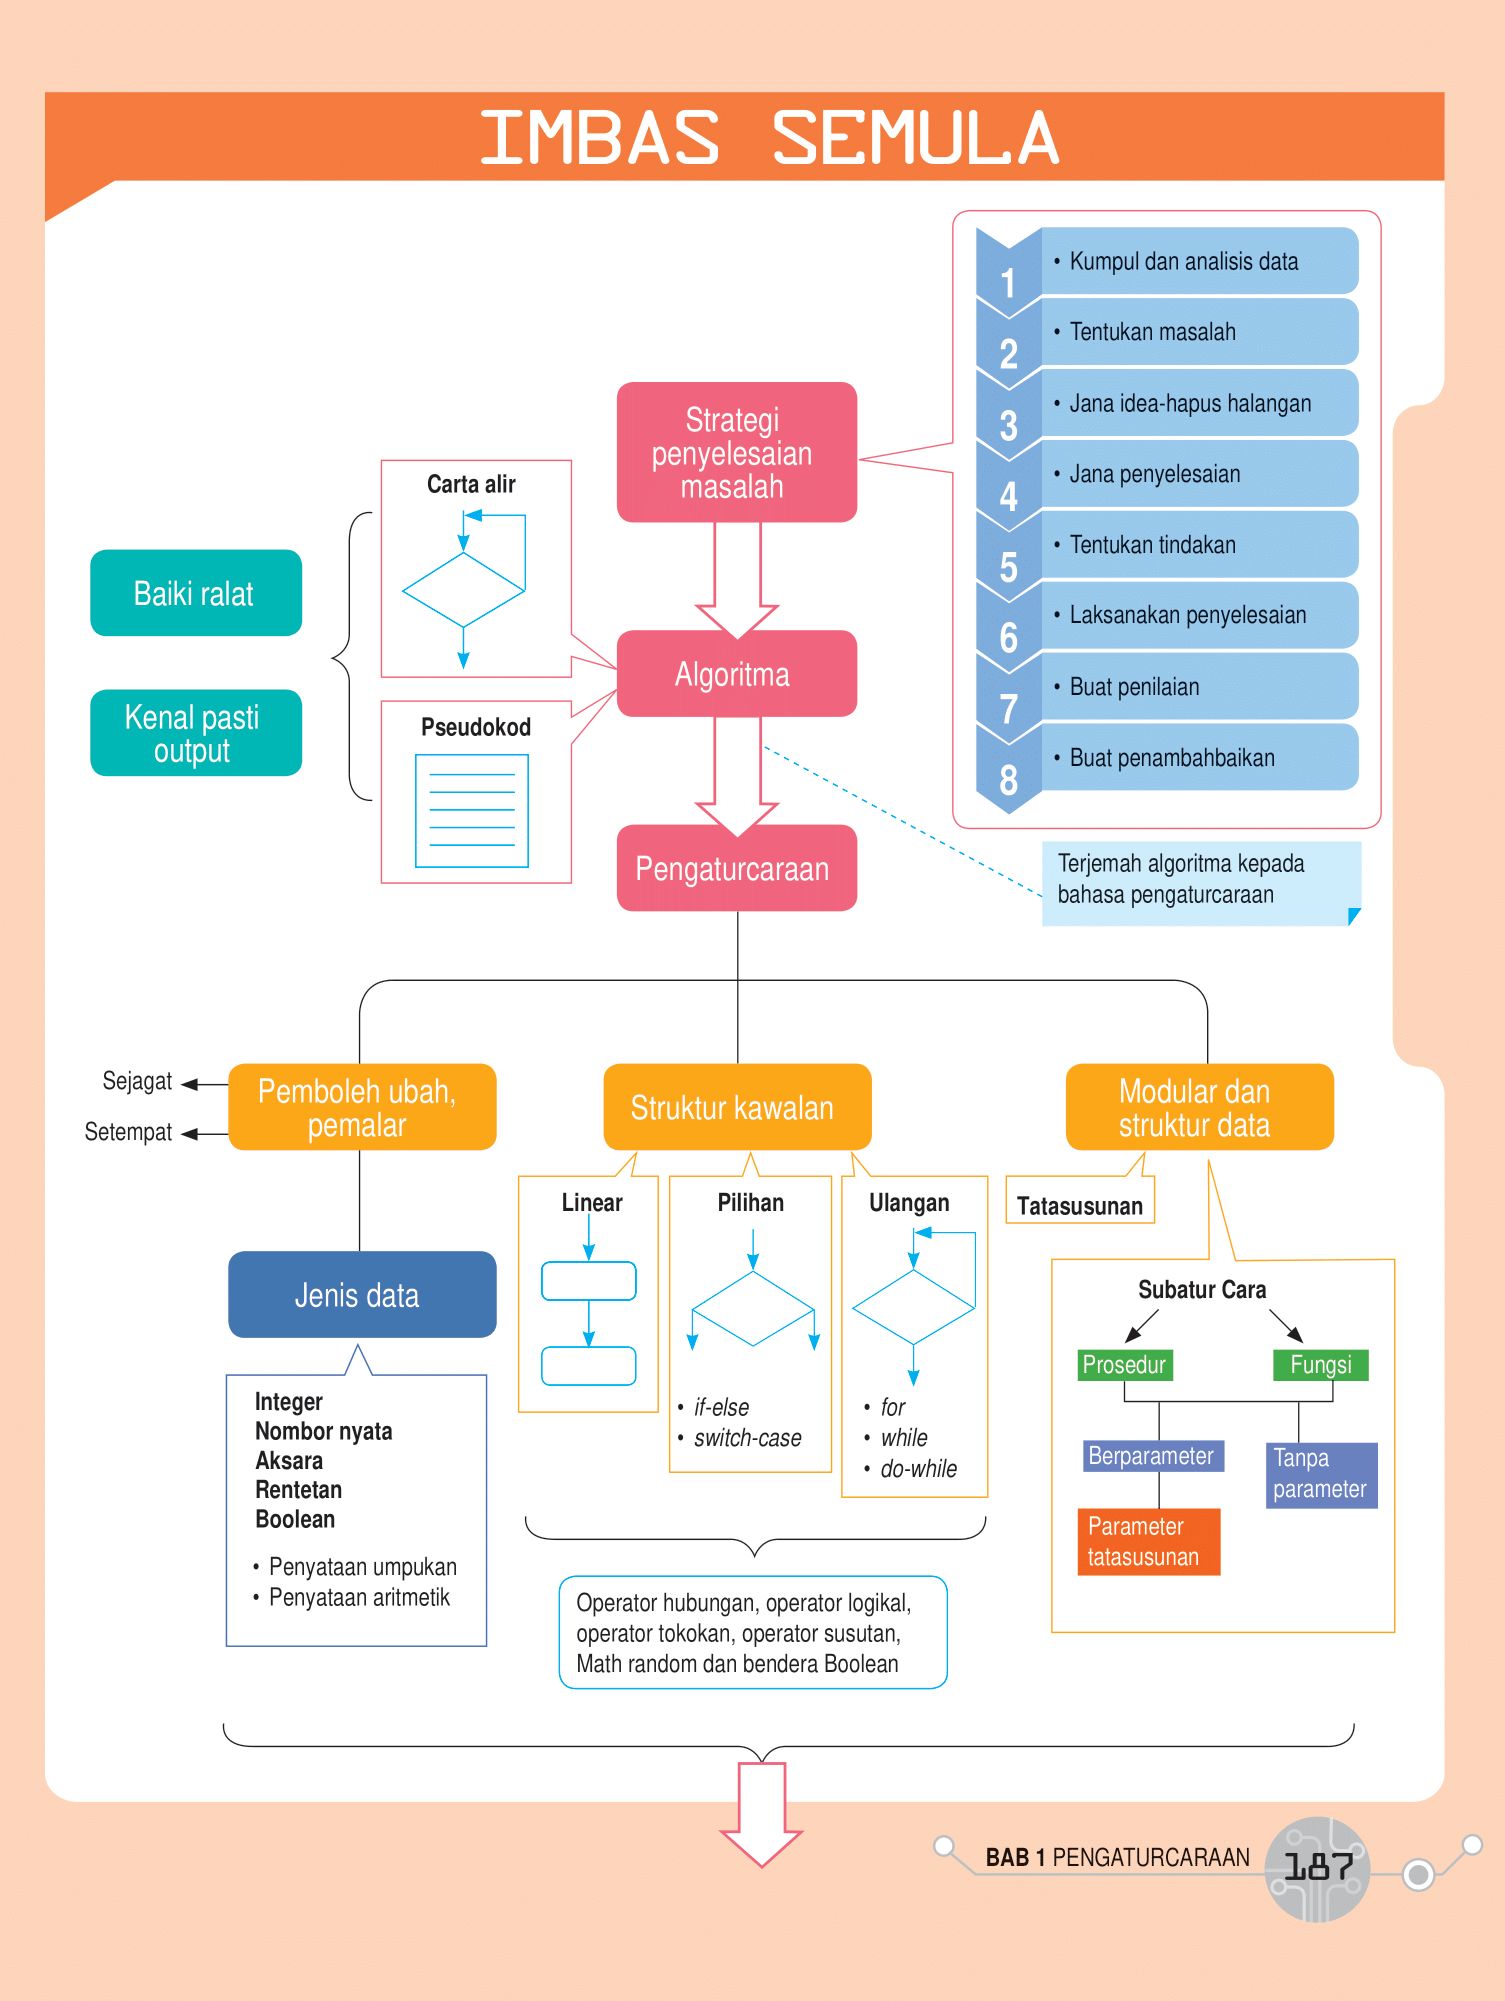 IMBAS SEMULA
1
• Kumpul dan analisis data
2
• Tentukan masalah
3
• Jana idea-hapus halangan
4
• Jana penyelesaian
5
• Tentukan tindakan
6
• Laksanakan penyelesaian
7
• Buat penilaian
8
• Buat penambahbaikan
Strategi
penyelesaian
masalah
Carta alir
Baiki ralat
Kenal pasti
output
Algoritma
Pseudokod
Pengaturcaraan
Terjemah algoritma kepada
bahasa pengaturcaraan
Sejagat
Setempat
Pemboleh ubah,
pemalar
Struktur kawalan
Modular dan
struktur data
Jenis data
Integer
Nombor nyata
Aksara
Rentetan
Boolean
• Penyataan umpukan
• Penyataan aritmetik
Linear
Pilihan
• if-else
• switch-case
Ulangan
• for
• while
• do-while
Operator hubungan, operator logikal,
operator tokokan, operator susutan,
Math random dan bendera Boolean
Tatasusunan
Subatur Cara
Prosedur
Fungsi
Berparameter
Tanpa
parameter
Parameter
tatasusunan
BAB 1 PENGATURCARAAN
187